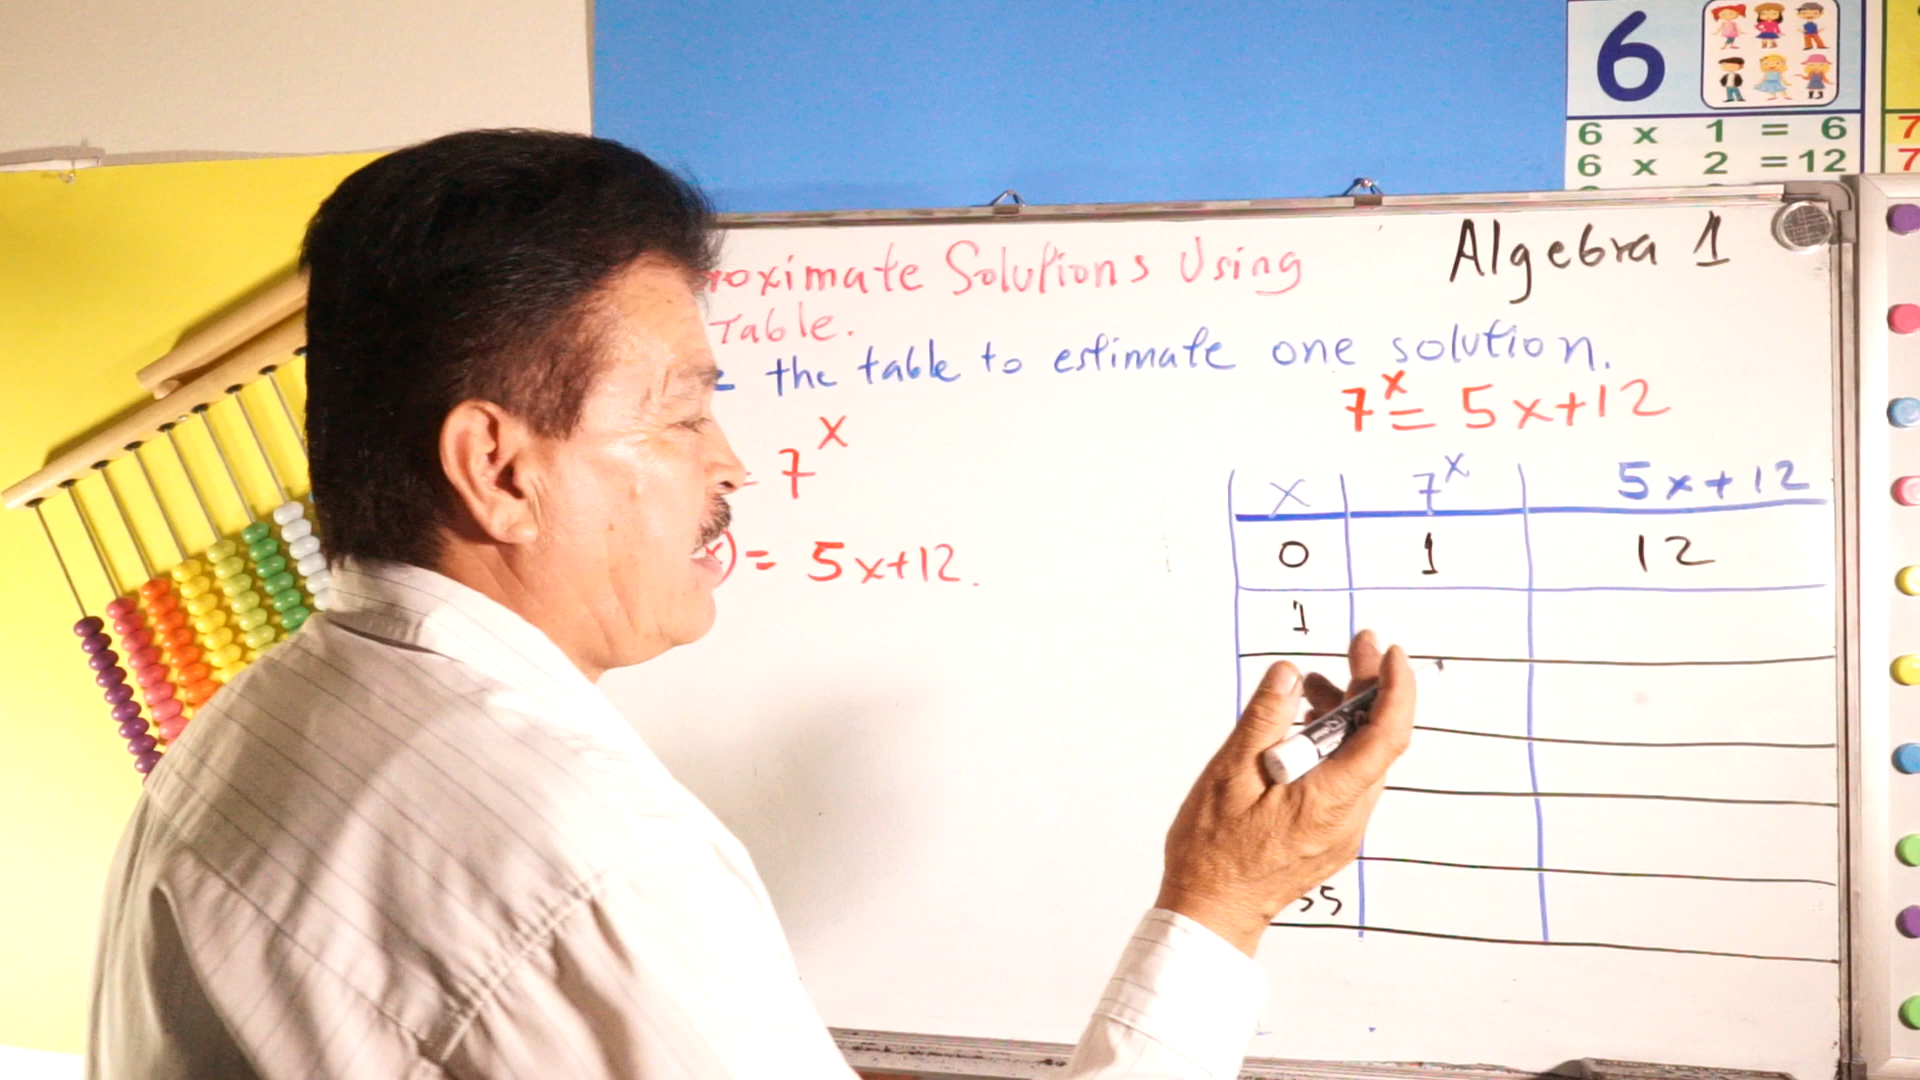 6
6 x 1 = 6
6 x 2 = 12
7
7
Algebra 1
roximate Solutions Using
Table.
the table to estimate one solution.
7^x = 5x+12
= 7^x
(x) = 5x+12.
x 7^x 5x+12
0 1 12
1
55